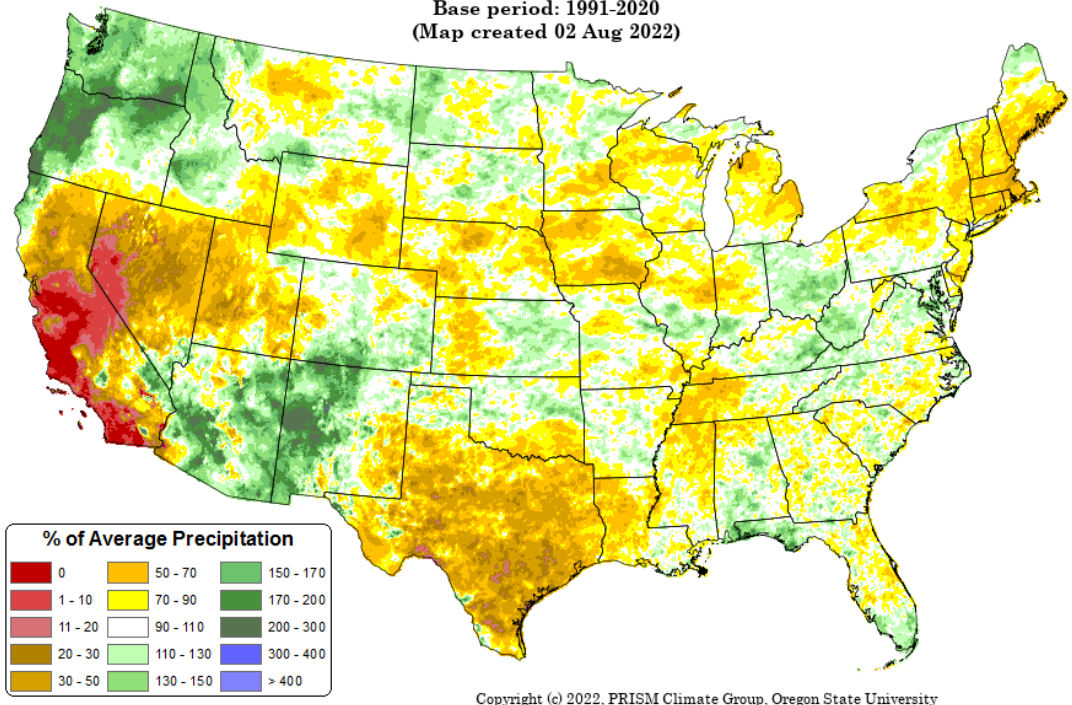 Base period: 1991-2020
(Map created 02 Aug 2022)
% of Average Precipitation
0
50 - 70
150 - 170
1 - 10
70 - 90
170 - 200
11 - 20
90 - 110
200 - 300
20 - 30
110 - 130
300 - 400
30 - 50
130 - 150
> 400
Copyright (c) 2022, PRISM Climate Group, Oregon State University